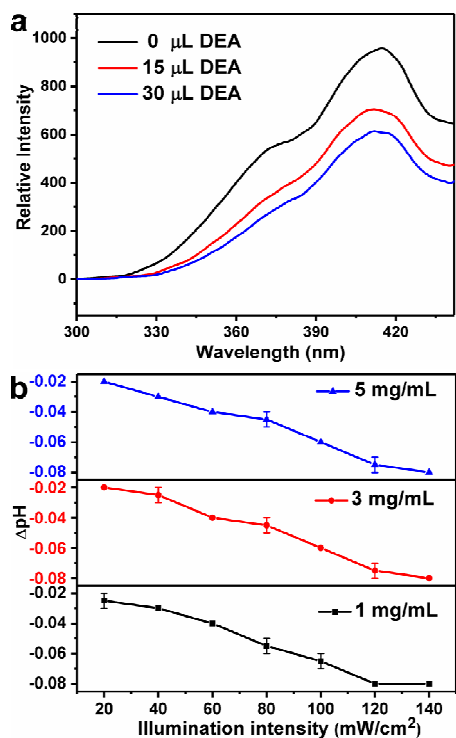 a
0 μL DEA
15 μL DEA
30 μL DEA
Relative Intensity
1000
800
600
400
200
0
300 330 360 390 420
Wavelength (nm)
b
5 mg/mL
-0.02
-0.04
-0.06
-0.08
3 mg/mL
-0.02
-0.04
-0.06
-0.08
ΔpH
1 mg/mL
-0.02
-0.04
-0.06
-0.08
20 40 60 80 100 120 140
Illumination intensity (mW/cm²)